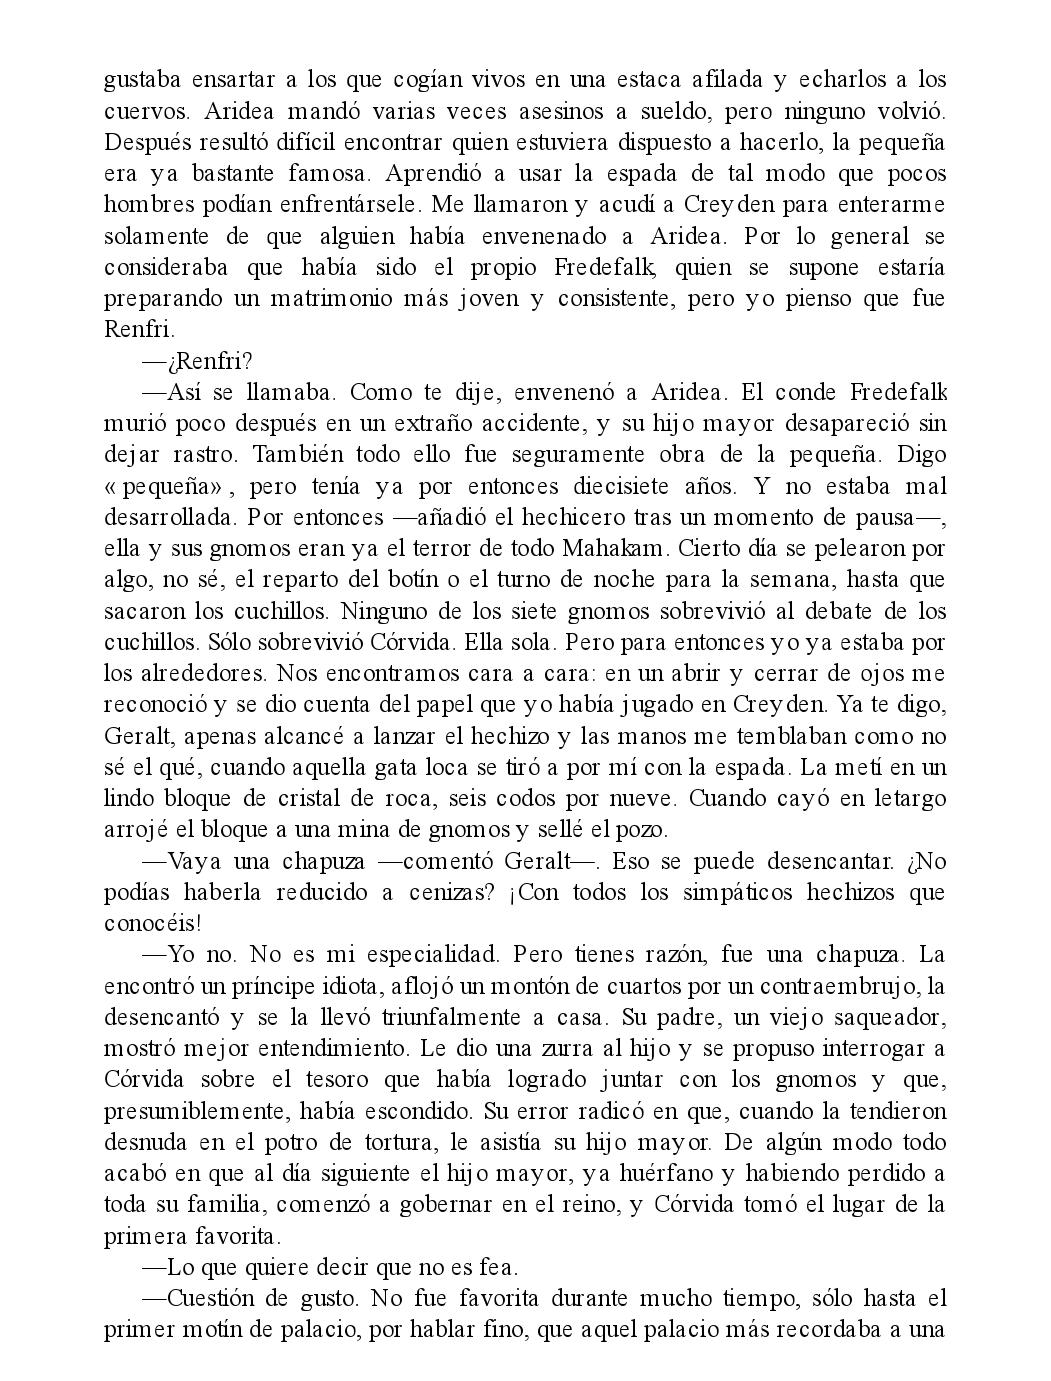 gustaba ensartar a los que cogían vivos en una estaca afilada y echarlos a los
cuervos. Aridea mandó varias veces asesinos a sueldo, pero ninguno volvió.
Después resultó difícil encontrar quien estuviera dispuesto a hacerlo, la pequeña
era ya bastante famosa. Aprendió a usar la espada de tal modo que pocos
hombres podían enfrentársele. Me llamaron y acudí a Creyden para enterarme
solamente de que alguien había envenenado a Aridea. Por lo general se
consideraba que había sido el propio Fredefalk, quien se supone estaría
preparando un matrimonio más joven y consistente, pero yo pienso que fue
Renfri.
—¿Renfri?
—Así se llamaba. Como te dije, envenenó a Aridea. El conde Fredefalk
murió poco después en un extraño accidente, y su hijo mayor desapareció sin
dejar rastro. También todo ello fue seguramente obra de la pequeña. Digo
«pequeña», pero tenía ya por entonces diecisiete años. Y no estaba mal
desarrollada. Por entonces —añadió el hechicero tras un momento de pausa—,
ella y sus gnomos eran ya el terror de todo Mahakam. Cierto día se pelearon por
algo, no sé, el reparto del botín o el turno de noche para la semana, hasta que
sacaron los cuchillos. Ninguno de los siete gnomos sobrevivió al debate de los
cuchillos. Sólo sobrevivió Córvida. Ella sola. Pero para entonces yo ya estaba por
los alrededores. Nos encontramos cara a cara: en un abrir y cerrar de ojos me
reconoció y se dio cuenta del papel que yo había jugado en Creyden. Ya te digo,
Geralt, apenas alcancé a lanzar el hechizo y las manos me temblaban como no
sé el qué, cuando aquella gata loca se tiró a por mí con la espada. La metí en un
lindo bloque de cristal de roca, seis codos por nueve. Cuando cayó en letargo
arrojé el bloque a una mina de gnomos y sellé el pozo.
—Vaya una chapuza —comentó Geralt—. Eso se puede desencantar. ¿No
podías haberla reducido a cenizas? ¡Con todos los simpáticos hechizos que
conocéis!
—Yo no. No es mi especialidad. Pero tienes razón, fue una chapuza. La
encontró un príncipe idiota, aflojó un montón de cuartos por un contraembrujo, la
desencantó y se la llevó triunfalmente a casa. Su padre, un viejo saqueador,
mostró mejor entendimiento. Le dio una zurra al hijo y se propuso interrogar a
Córvida sobre el tesoro que había logrado juntar con los gnomos y que,
presumiblemente, había escondido. Su error radicó en que, cuando la tendieron
desnuda en el potro de tortura, le asistía su hijo mayor. De algún modo todo
acabó en que al día siguiente el hijo mayor, ya huérfano y habiendo perdido a
toda su familia, comenzó a gobernar en el reino, y Córvida tomó el lugar de la
primera favorita.
—Lo que quiere decir que no es fea.
—Cuestión de gusto. No fue favorita durante mucho tiempo, sólo hasta el
primer motín de palacio, por hablar fino, que aquel palacio más recordaba a una